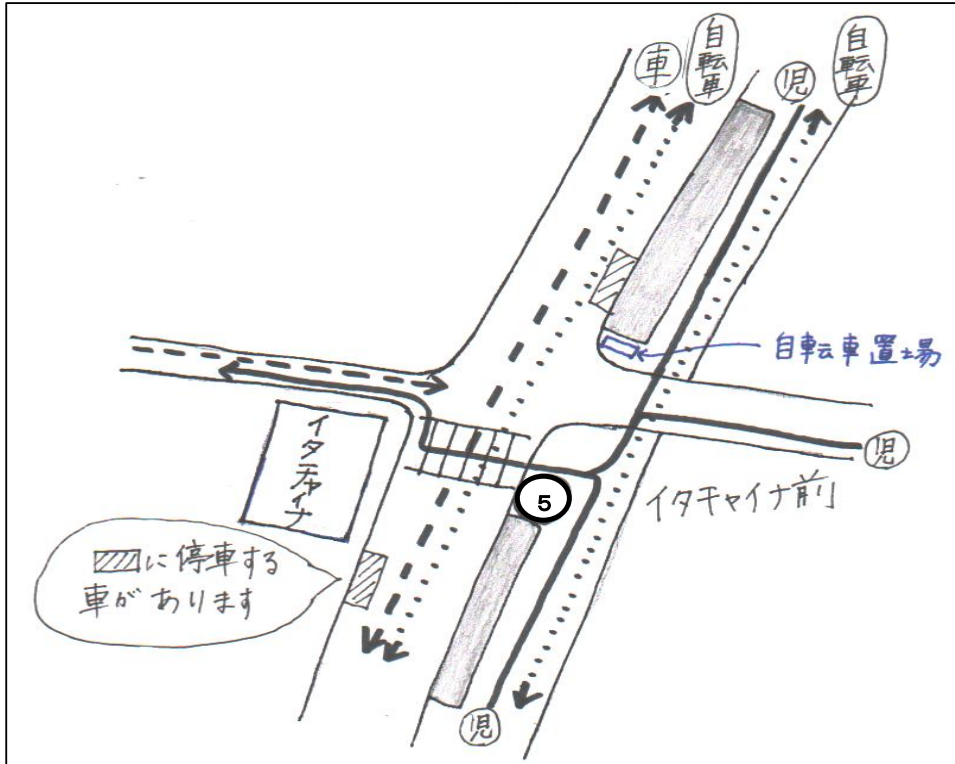 車
自転車
児
自転車
自転車置場
イタチャイナ
児
5
イタチャイナ前
に停車する
車があります
児